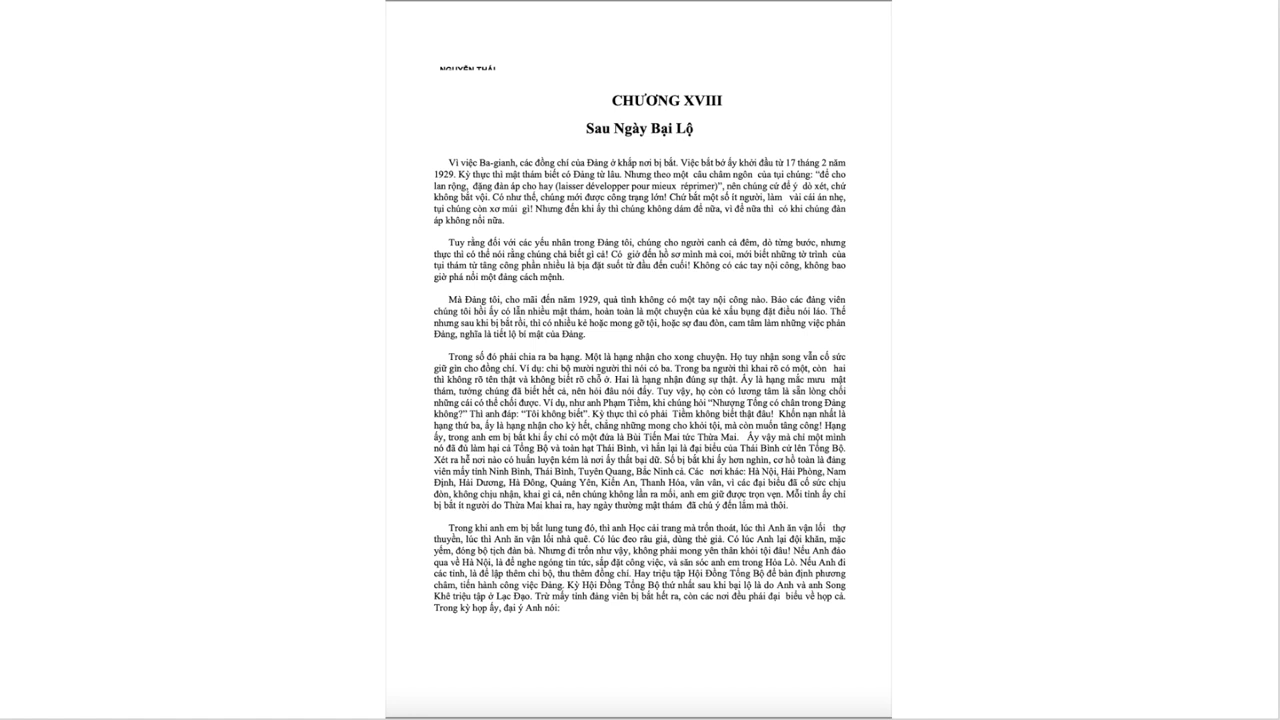 NGUYỄN THÁI
CHƯƠNG XVIII
Sau Ngày Bại Lộ
Vì việc Ba-gianh, các đồng chí của Đảng ở khắp nơi bị bắt. Việc bắt bớ ấy khởi đầu từ 17 tháng 2 năm
1929. Kỳ thực thì mật thám biết có Đảng từ lâu. Nhưng theo một câu châm ngôn của tụi chúng: “để cho
lan rộng, đặng đàn áp cho hay (laisser développer pour mieux réprimer)”, nên chúng cứ để ý dò xét, chứ
không bắt vội. Có như thế, chúng mới được công trạng lớn! Chứ bắt một số ít người, làm vài cái án nhẹ,
tụi chúng còn xơ múi gì! Nhưng đến khi ấy thì chúng không dám để nữa, vì để nữa thì có khi chúng đàn
áp không nổi nữa.
Tuy rằng đối với các yếu nhân trong Đảng tôi, chúng cho người canh cả đêm, dò từng bước, nhưng
thực thì có thể nói rằng chúng chả biết gì cả! Có giở đến hồ sơ mình mà coi, mới biết những tờ trình của
tụi thám tử tâng công phần nhiều là bịa đặt suốt từ đầu đến cuối! Không có các tay nội công, không bao
giờ phá nổi một đảng cách mệnh.
Mà Đảng tôi, cho mãi đến năm 1929, quả tình không có một tay nội công nào. Bảo các đảng viên
chúng tôi hồi ấy có lẫn nhiều mật thám, hoàn toàn là một chuyện của kẻ xấu bụng đặt điều nói láo. Thế
nhưng sau khi bị bắt rồi, thì có nhiều kẻ hoặc mong gỡ tội, hoặc sợ đau đòn, cam tâm làm những việc phản
Đảng, nghĩa là tiết lộ bí mật của Đảng.
Trong số đó phải chia ra ba hạng. Một là hạng nhận cho xong chuyện. Họ tuy nhận song vẫn cố sức
giữ gìn cho đồng chí. Ví dụ: chi bộ mười người thì nói có ba. Trong ba người thì khai rõ có một, còn hai
thì không rõ tên thật và không biết rõ chỗ ở. Hai là hạng nhận đúng sự thật. Ấy là hạng mắc mưu mật
thám, tưởng chúng đã biết hết cả, nên hỏi đâu nói đấy. Tuy vậy, họ còn có lương tâm là sẵn lòng chối
những cái có thể chối được. Ví dụ, như anh Phạm Tiềm, khi chúng hỏi “Nhượng Tống có chân trong Đảng
không?” Thì anh đáp: “Tôi không biết”. Kỳ thực thì có phải Tiềm không biết thật đâu! Khốn nạn nhất là
hạng thứ ba, ấy là hạng nhận cho kỳ hết, chẳng những mong cho khỏi tội, mà còn muốn tâng công! Hạng
ấy, trong anh em bị bắt khi ấy chỉ có một đứa là Bùi Tiến Mai tức Thừa Mai. Ấy vậy mà chỉ một mình
nó đã đủ làm hại cả Tổng Bộ và toàn hạt Thái Bình, vì hắn lại là đại biểu của Thái Bình cử lên Tổng Bộ.
Xét ra hễ nơi nào có huấn luyện kém là nơi ấy thất bại dữ. Số bị bắt khi ấy hơn nghìn, cơ hồ toàn là đảng
viên mấy tỉnh Ninh Bình, Thái Bình, Tuyên Quang, Bắc Ninh cả. Các nơi khác: Hà Nội, Hải Phòng, Nam
Định, Hải Dương, Hà Đông, Quảng Yên, Kiến An, Thanh Hóa, vân vân, vì các đại biểu đã cố sức chịu
đòn, không chịu nhận, khai gì cả, nên chúng không lần ra mối, anh em giữ được trọn vẹn. Mỗi tỉnh ấy chỉ
bị bắt ít người do Thừa Mai khai ra, hay ngày thường mật thám đã chú ý đến lắm mà thôi.
Trong khi anh em bị bắt lung tung đó, thì anh Học cải trang mà trốn thoát, lúc thì Anh ăn vận lối thợ
thuyền, lúc thì Anh ăn vận lối nhà quê. Có lúc đeo râu giả, dùng thẻ giả. Có lúc Anh lại đội khăn, mặc
yếm, đóng bộ tịch đàn bà. Nhưng đi trốn như vậy, không phải mong yên thân khỏi tội đâu! Nếu Anh đảo
qua về Hà Nội, là để nghe ngóng tin tức, sắp đặt công việc, và săn sóc anh em trong Hỏa Lò. Nếu Anh đi
các tỉnh, là để lập thêm chi bộ, thu thêm đồng chí. Hay triệu tập Hội Đồng Tổng Bộ để bàn định phương
châm, tiến hành công việc Đảng. Kỳ Hội Đồng Tổng Bộ thứ nhất sau khi bại lộ là do Anh và anh Song
Khê triệu tập ở Lạc Đạo. Trừ mấy tỉnh đảng viên bị bắt hết ra, còn các nơi đều phái đại biểu về họp cả.
Trong kỳ họp ấy, đại ý Anh nói: